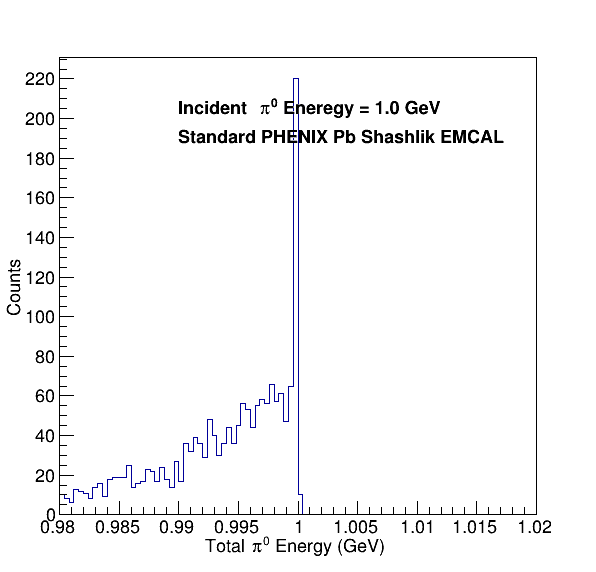 Incident π⁰ Eneregy = 1.0 GeV
Standard PHENIX Pb Shashlik EMCAL
Counts
220
200
180
160
140
120
100
80
60
40
20
0
0.98 0.985 0.99 0.995 1 1.005 1.01 1.015 1.02
Total π⁰ Energy (GeV)